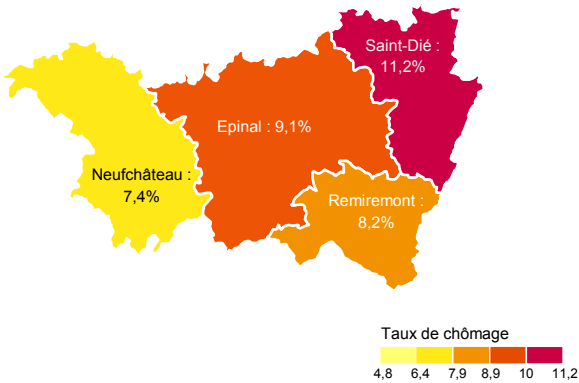 Saint-Dié :
11,2%
Epinal : 9,1%
Neufchâteau :
7,4%
Remiremont :
8,2%
Taux de chômage
4,8 6,4 7,9 8,9 10 11,2